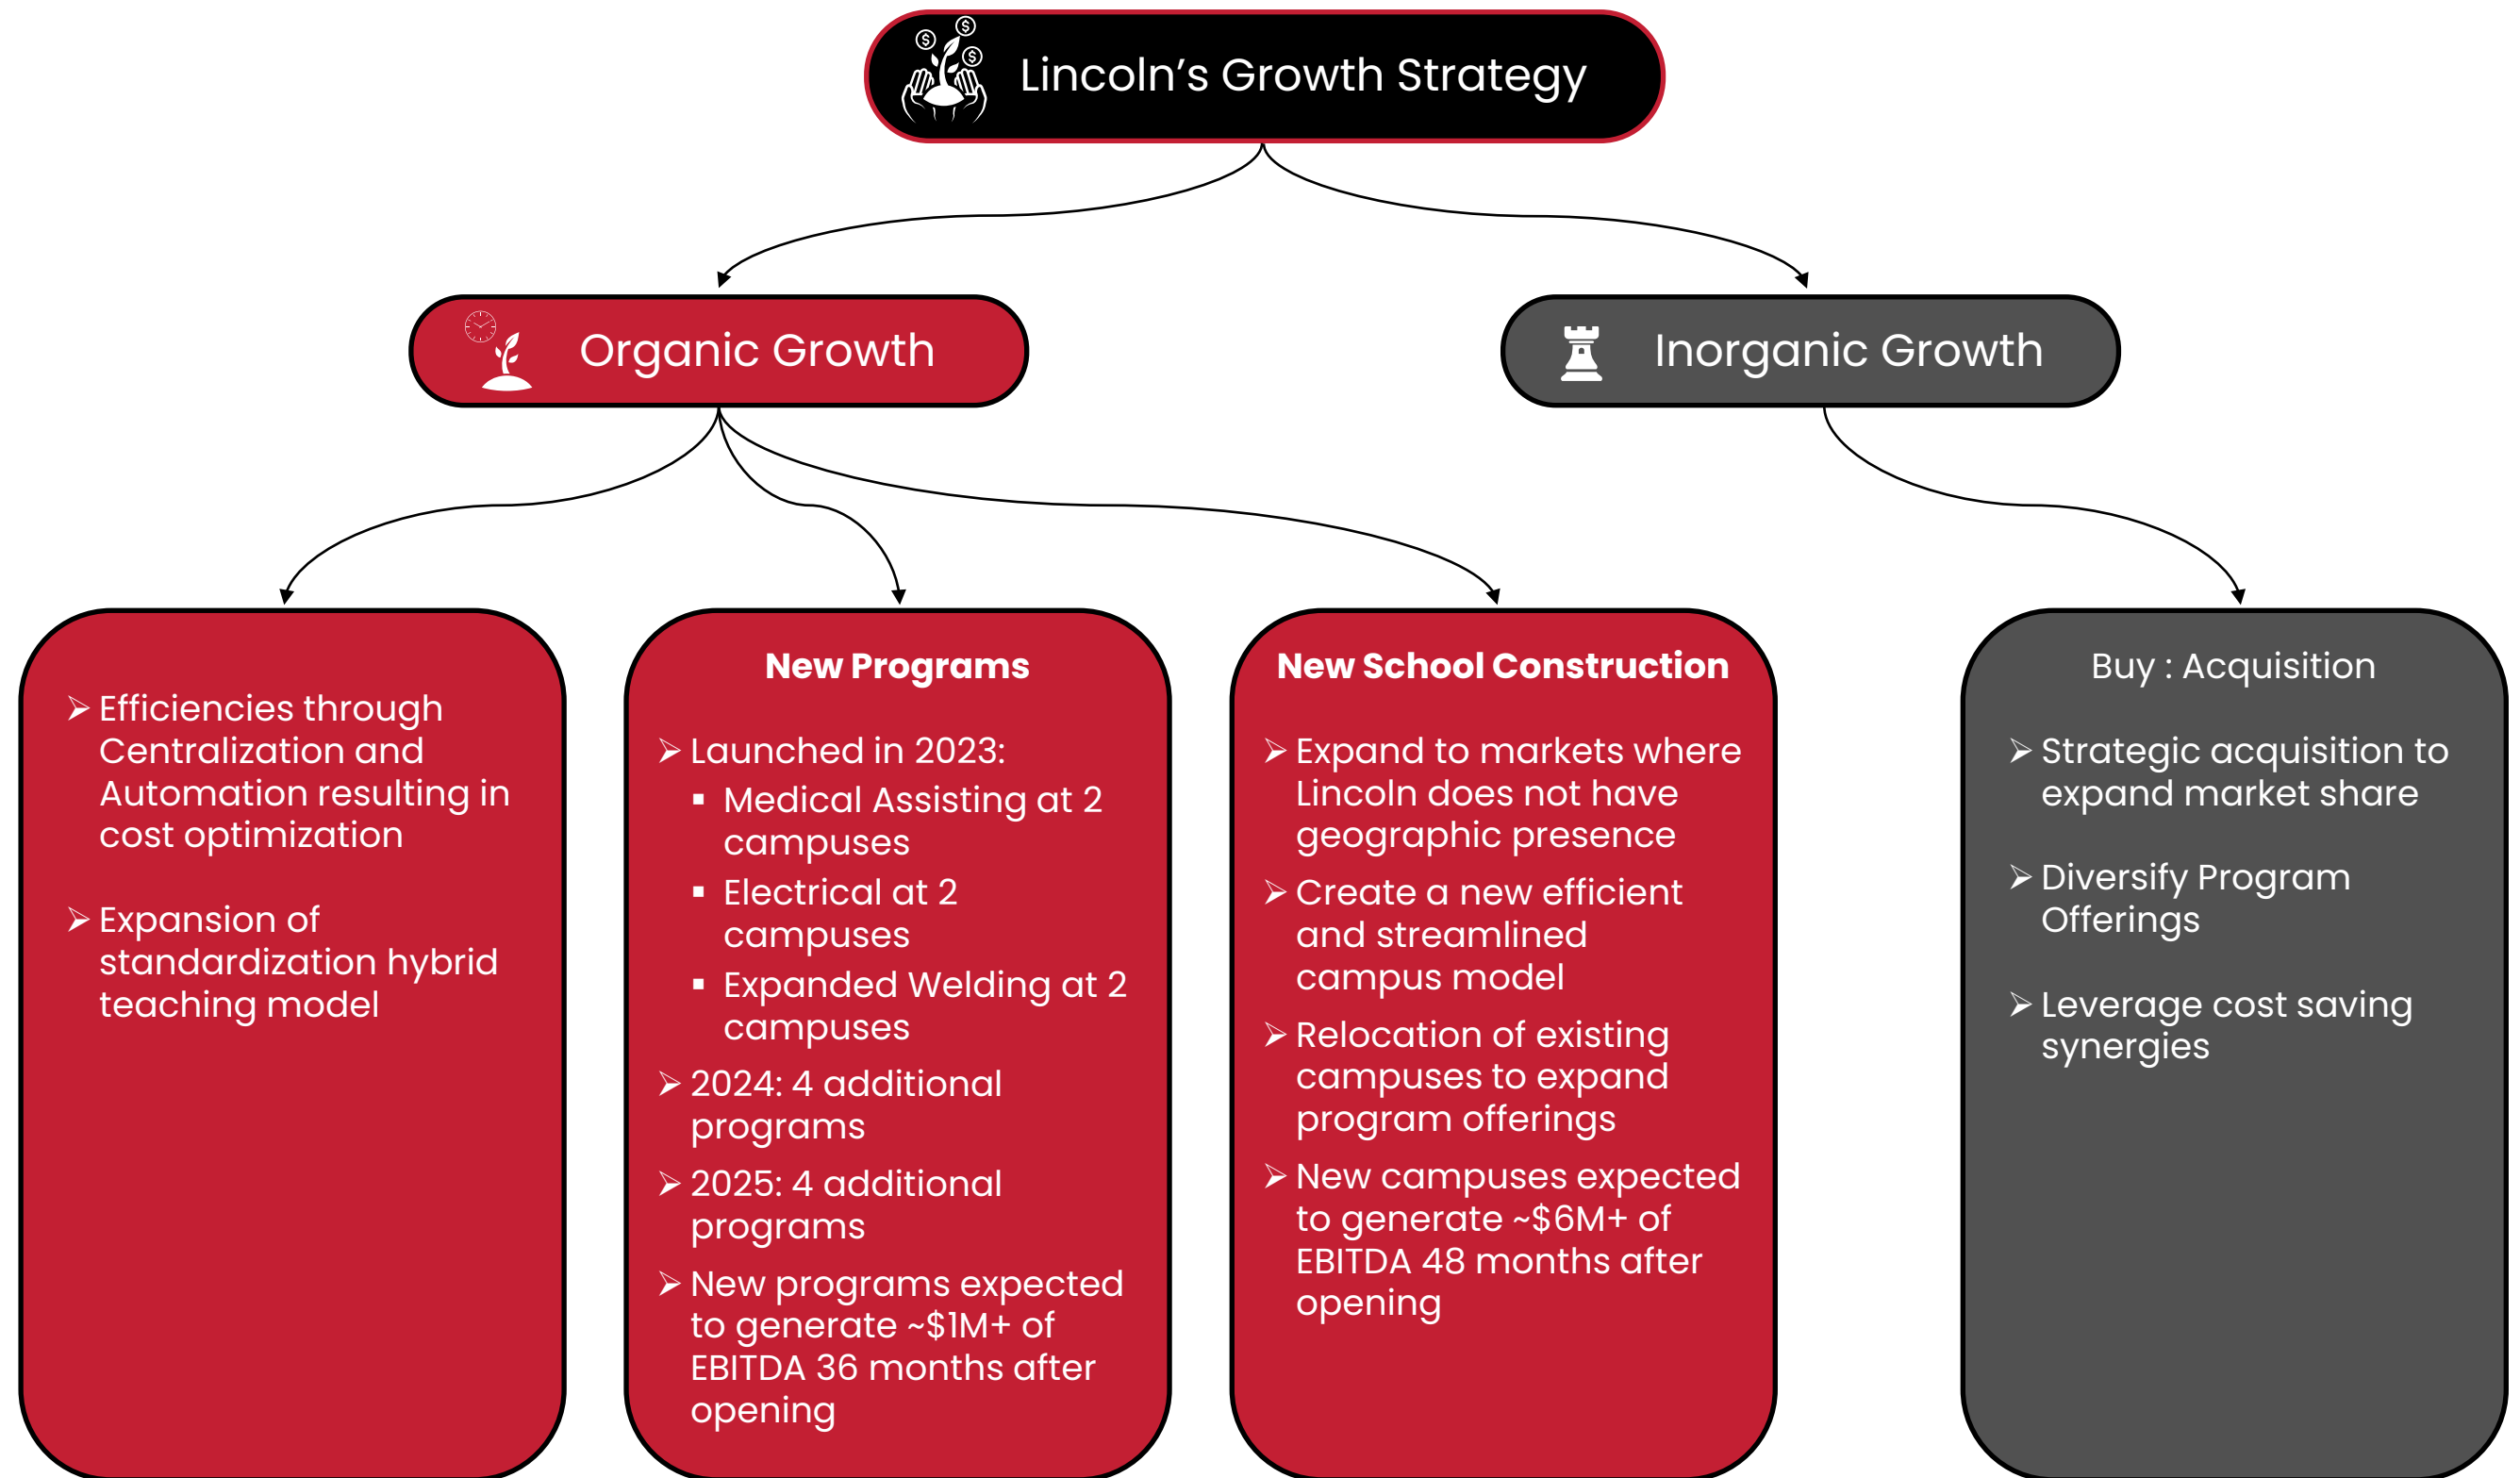 Lincoln’s Growth Strategy
Organic Growth
Inorganic Growth
➢ Efficiencies through
Centralization and
Automation resulting in
cost optimization
➢ Expansion of
standardization hybrid
teaching model
New Programs
➢ Launched in 2023:
▪ Medical Assisting at 2
campuses
▪ Electrical at 2
campuses
▪ Expanded Welding at 2
campuses
➢ 2024: 4 additional
programs
➢ 2025: 4 additional
programs
➢ New programs expected
to generate ~$1M+ of
EBITDA 36 months after
opening
New School Construction
➢ Expand to markets where
Lincoln does not have
geographic presence
➢ Create a new efficient
and streamlined
campus model
➢ Relocation of existing
campuses to expand
program offerings
➢ New campuses expected
to generate ~$6M+ of
EBITDA 48 months after
opening
Buy : Acquisition
➢ Strategic acquisition to
expand market share
➢ Diversify Program
Offerings
➢ Leverage cost saving
synergies